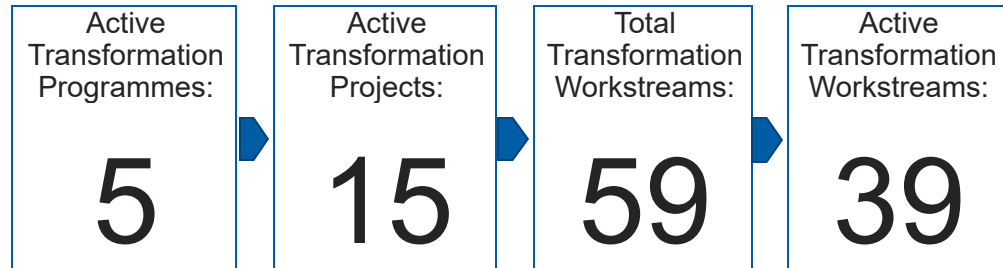 Active
Transformation
Programmes:
5
Active
Transformation
Projects:
15
Total
Transformation
Workstreams:
59
Active
Transformation
Workstreams:
39